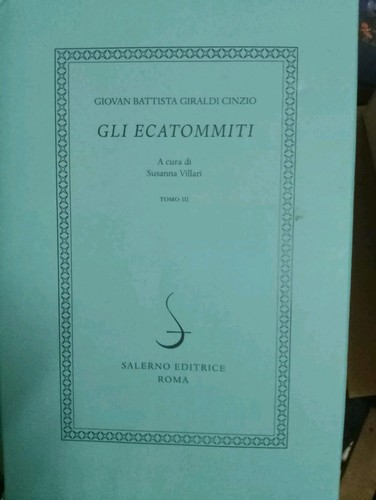 GIOVAN BATTISTA GIRALDI CINZIO
GLI ECATOMMITI
A cura di
Susanna Villari
TOMO III
SALERNO EDITRICE
ROMA